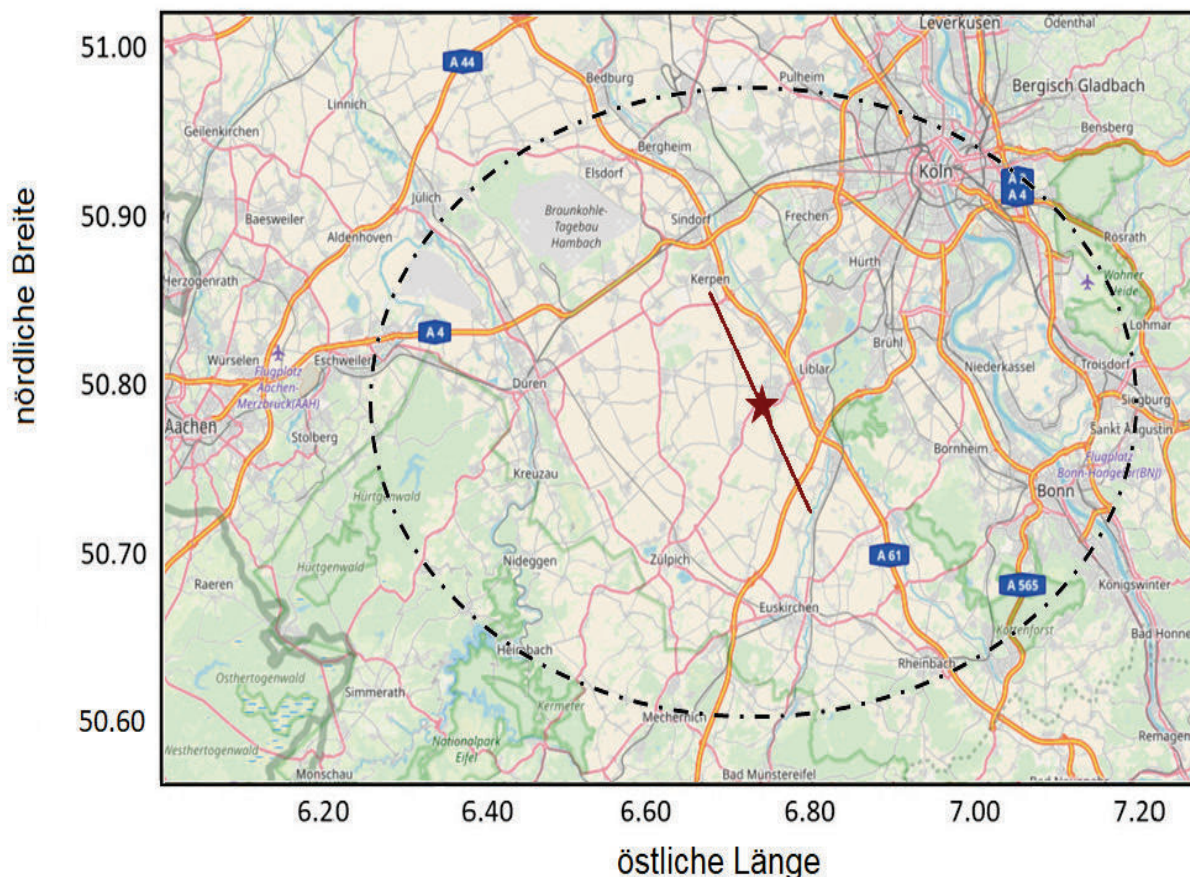 51.00
50.90
50.80
50.70
50.60
nördliche Breite
6.20
6.40
6.60
6.80
7.00
7.20
östliche Länge
Leverkusen
Odenthal
A 44
Bedburg
Pulheim
Linnich
Bergisch Gladbach
Geilenkirchen
Bensberg
Bergheim
Elsdorf
Köln
A 4
Jülich
Baesweiler
Braunkohle-
Tagebau
Hambach
Sindorf
Frechen
Aldenhoven
Rösrath
Hürth
Wahner
Heide
Herzogenrath
Kerpen
Lohmar
A 4
Würselen
Eschweiler
Brühl
Niederkassel
Troisdorf
Flugplatz
Aachen-
Merzbrück(AAH)
Düren
Liblar
Siegburg
Aachen
Stolberg
Sankt Augustin
Bornheim
Flugplatz
Bonn-Hangelar(BNJ)
Kreuzau
Hürtgenwald
Bonn
Zülpich
A 61
Nideggen
Hürtgenwald
Raeren
A 565
Königswinter
Euskirchen
Kottenforst
Bad Honne
Heimbach
Rheinbach
Osthertogenwald
Simmerath
Kermeter
Mechernich
Nationalpark
Eifel
Remagen
Westhertogenwald
Monschau
Bad Münstereifel